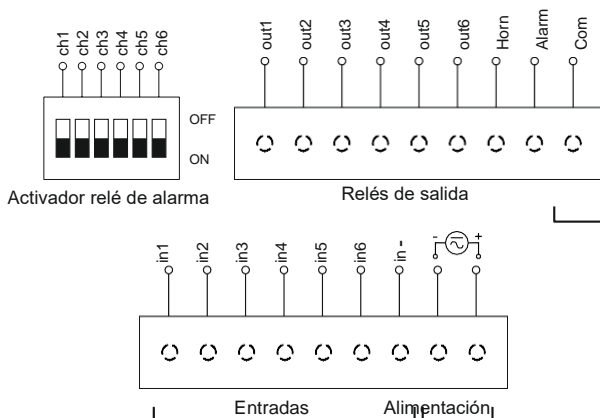 ch1 ch2 ch3 ch4 ch5 ch6
OFF
ON
Activador relé de alarma
out1 out2 out3 out4 out5 out6 Horn Alarm Com
Relés de salida
in1 in2 in3 in4 in5 in6 in- - +
Entradas
Alimentación